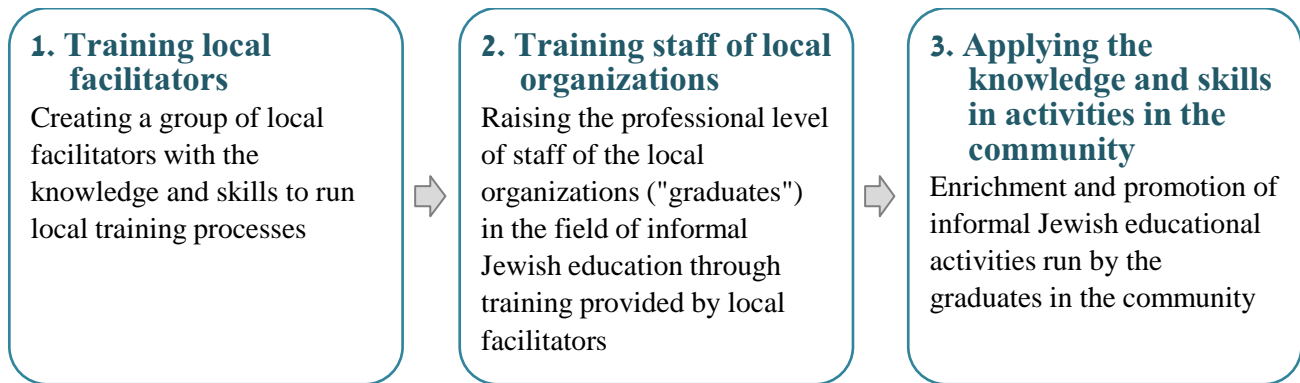 1. Training local
facilitators
Creating a group of local
facilitators with the
knowledge and skills to run
local training processes
2. Training staff of local
organizations
Raising the professional level
of staff of the local
organizations ("graduates")
in the field of informal
Jewish education through
training provided by local
facilitators
3. Applying the
knowledge and skills
in activities in the
community
Enrichment and promotion of
informal Jewish educational
activities run by the
graduates in the community